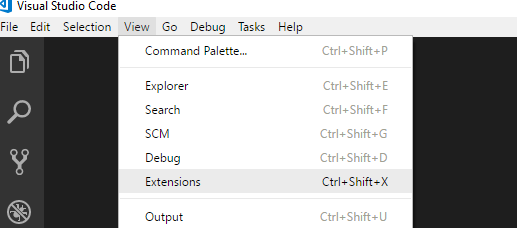 Visual Studio Code
File Edit Selection View Go Debug Tasks Help
Command Palette... Ctrl+Shift+P
Explorer Ctrl+Shift+E
Search Ctrl+Shift+F
SCM Ctrl+Shift+G
Debug Ctrl+Shift+D
Extensions Ctrl+Shift+X
Output Ctrl+Shift+U